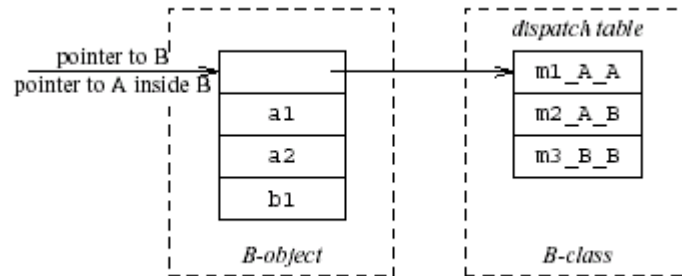 pointer to B
pointer to A inside B
a1
a2
b1
B-object
dispatch table
m1_A_A
m2_A_B
m3_B_B
B-class